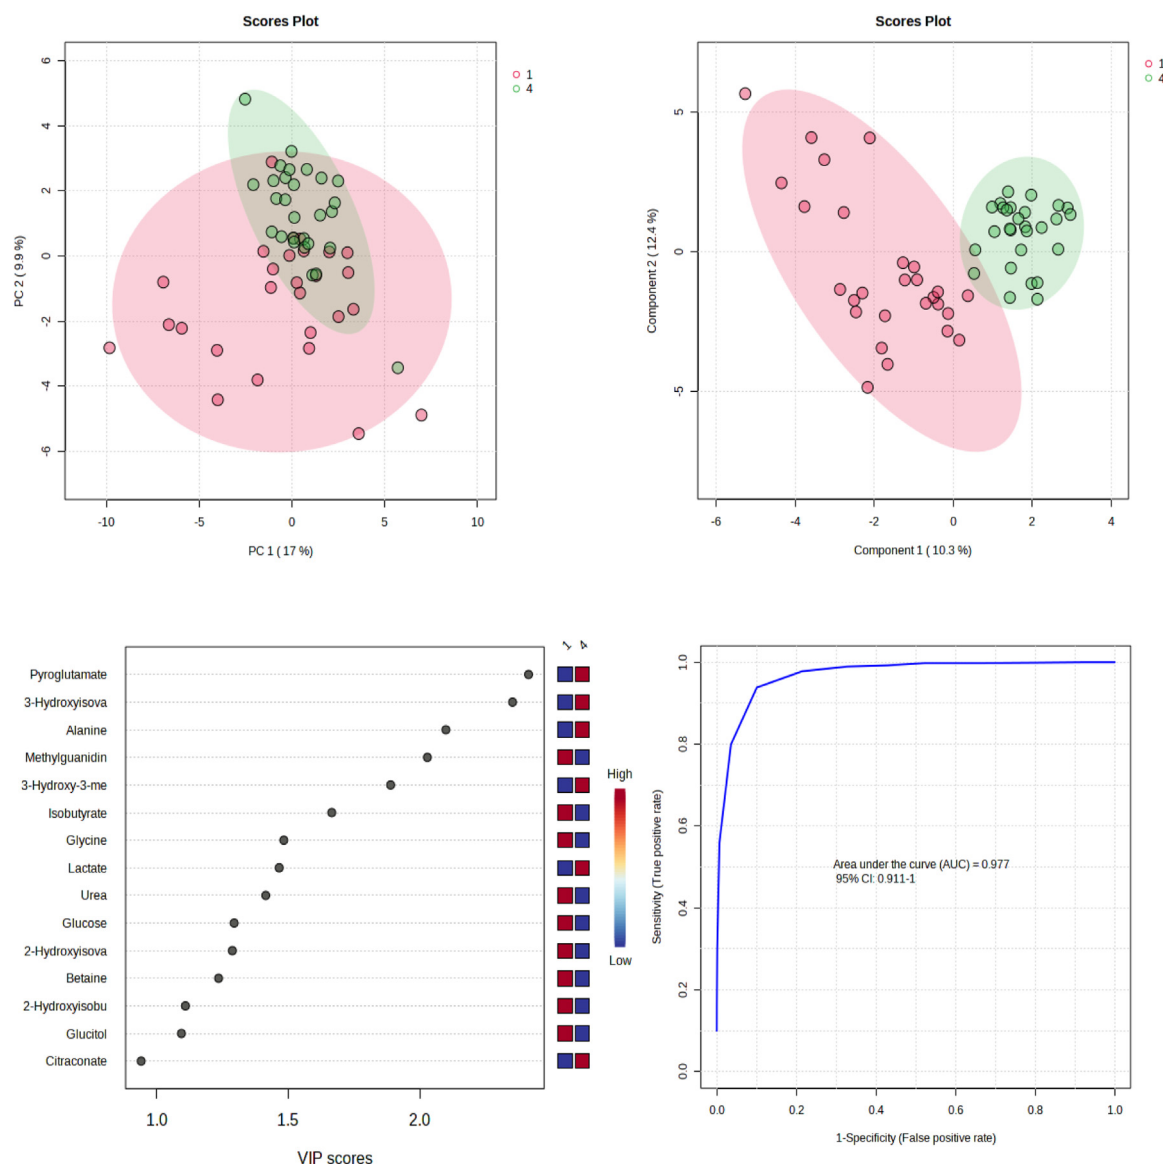 Scores Plot
1
4
PC 2 ( 9.9 %)
6
4
2
0
-2
-4
-6
-10
-5
0
5
10
PC 1 ( 17 %)
Scores Plot
1
4
Component 2 ( 12.4 %)
5
0
-5
-6
-4
-2
0
2
4
Component 1 ( 10.3 %)
1 4
Pyroglutamate
3-Hydroxyisova
Alanine
Methylguanidin
3-Hydroxy-3-me
Isobutyrate
Glycine
Lactate
Urea
Glucose
2-Hydroxyisova
Betaine
2-Hydroxyisobu
Glucitol
Citraconate
1.0
1.5
2.0
VIP scores
High
Low
Sensitivity (True positive rate)
1.0
0.8
0.6
0.4
0.2
0.0
Area under the curve (AUC) = 0.977
95% CI: 0.911-1
0.0
0.2
0.4
0.6
0.8
1.0
1-Specificity (False positive rate)